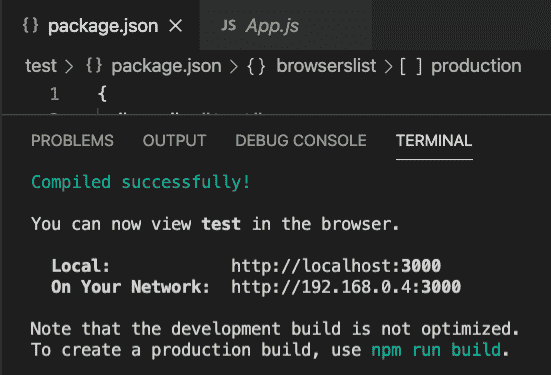 {} package.json ×
JS App.js
test > {} package.json > {} browserslist > [ ] production
1 {
PROBLEMS OUTPUT DEBUG CONSOLE TERMINAL
Compiled successfully!
You can now view test in the browser.
Local: http://localhost:3000
On Your Network: http://192.168.0.4:3000
Note that the development build is not optimized.
To create a production build, use npm run build.